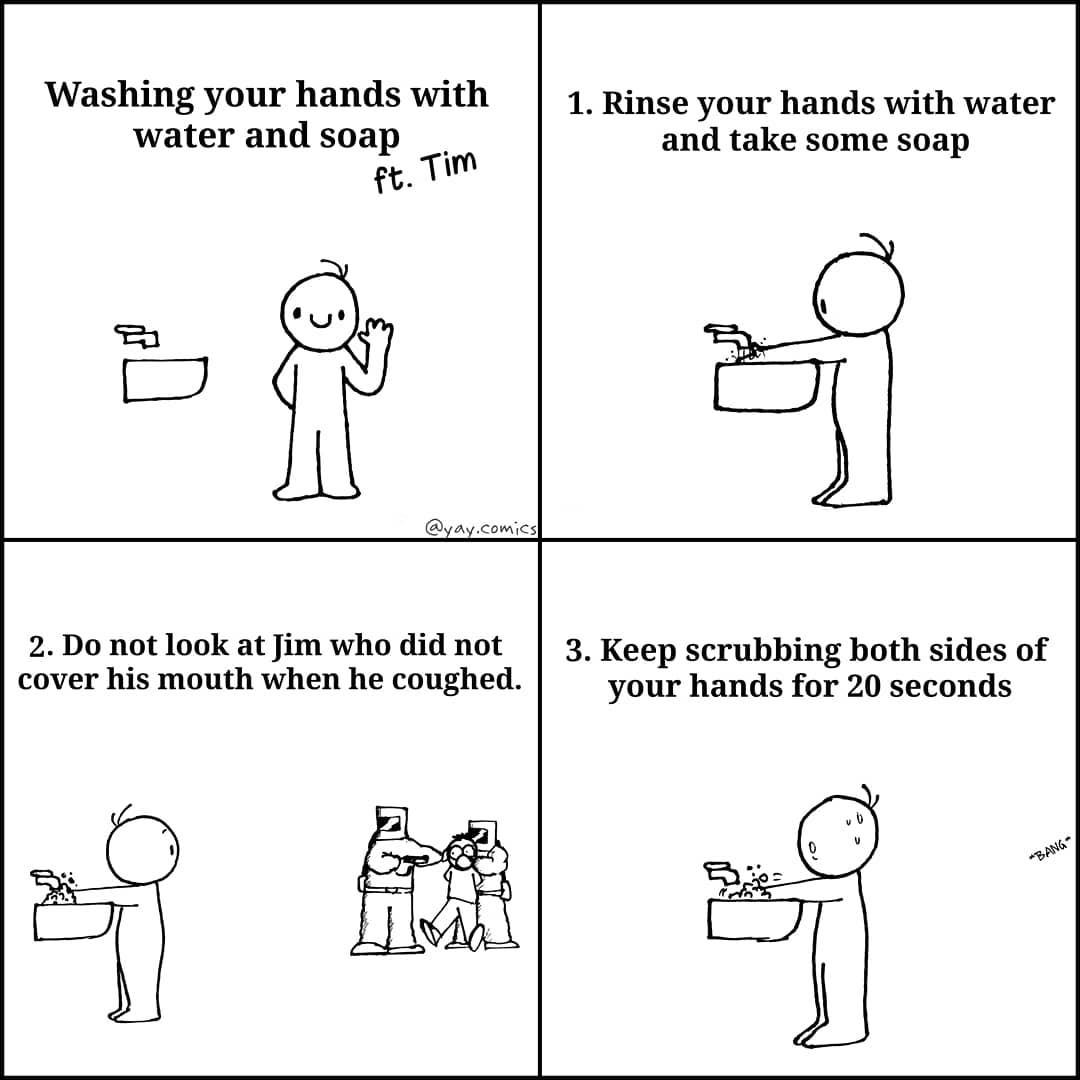 Washing your hands with
water and soap
ft. Tim
@yay.comics
1. Rinse your hands with water
and take some soap
2. Do not look at Jim who did not
cover his mouth when he coughed.
3. Keep scrubbing both sides of
your hands for 20 seconds
"BANG"